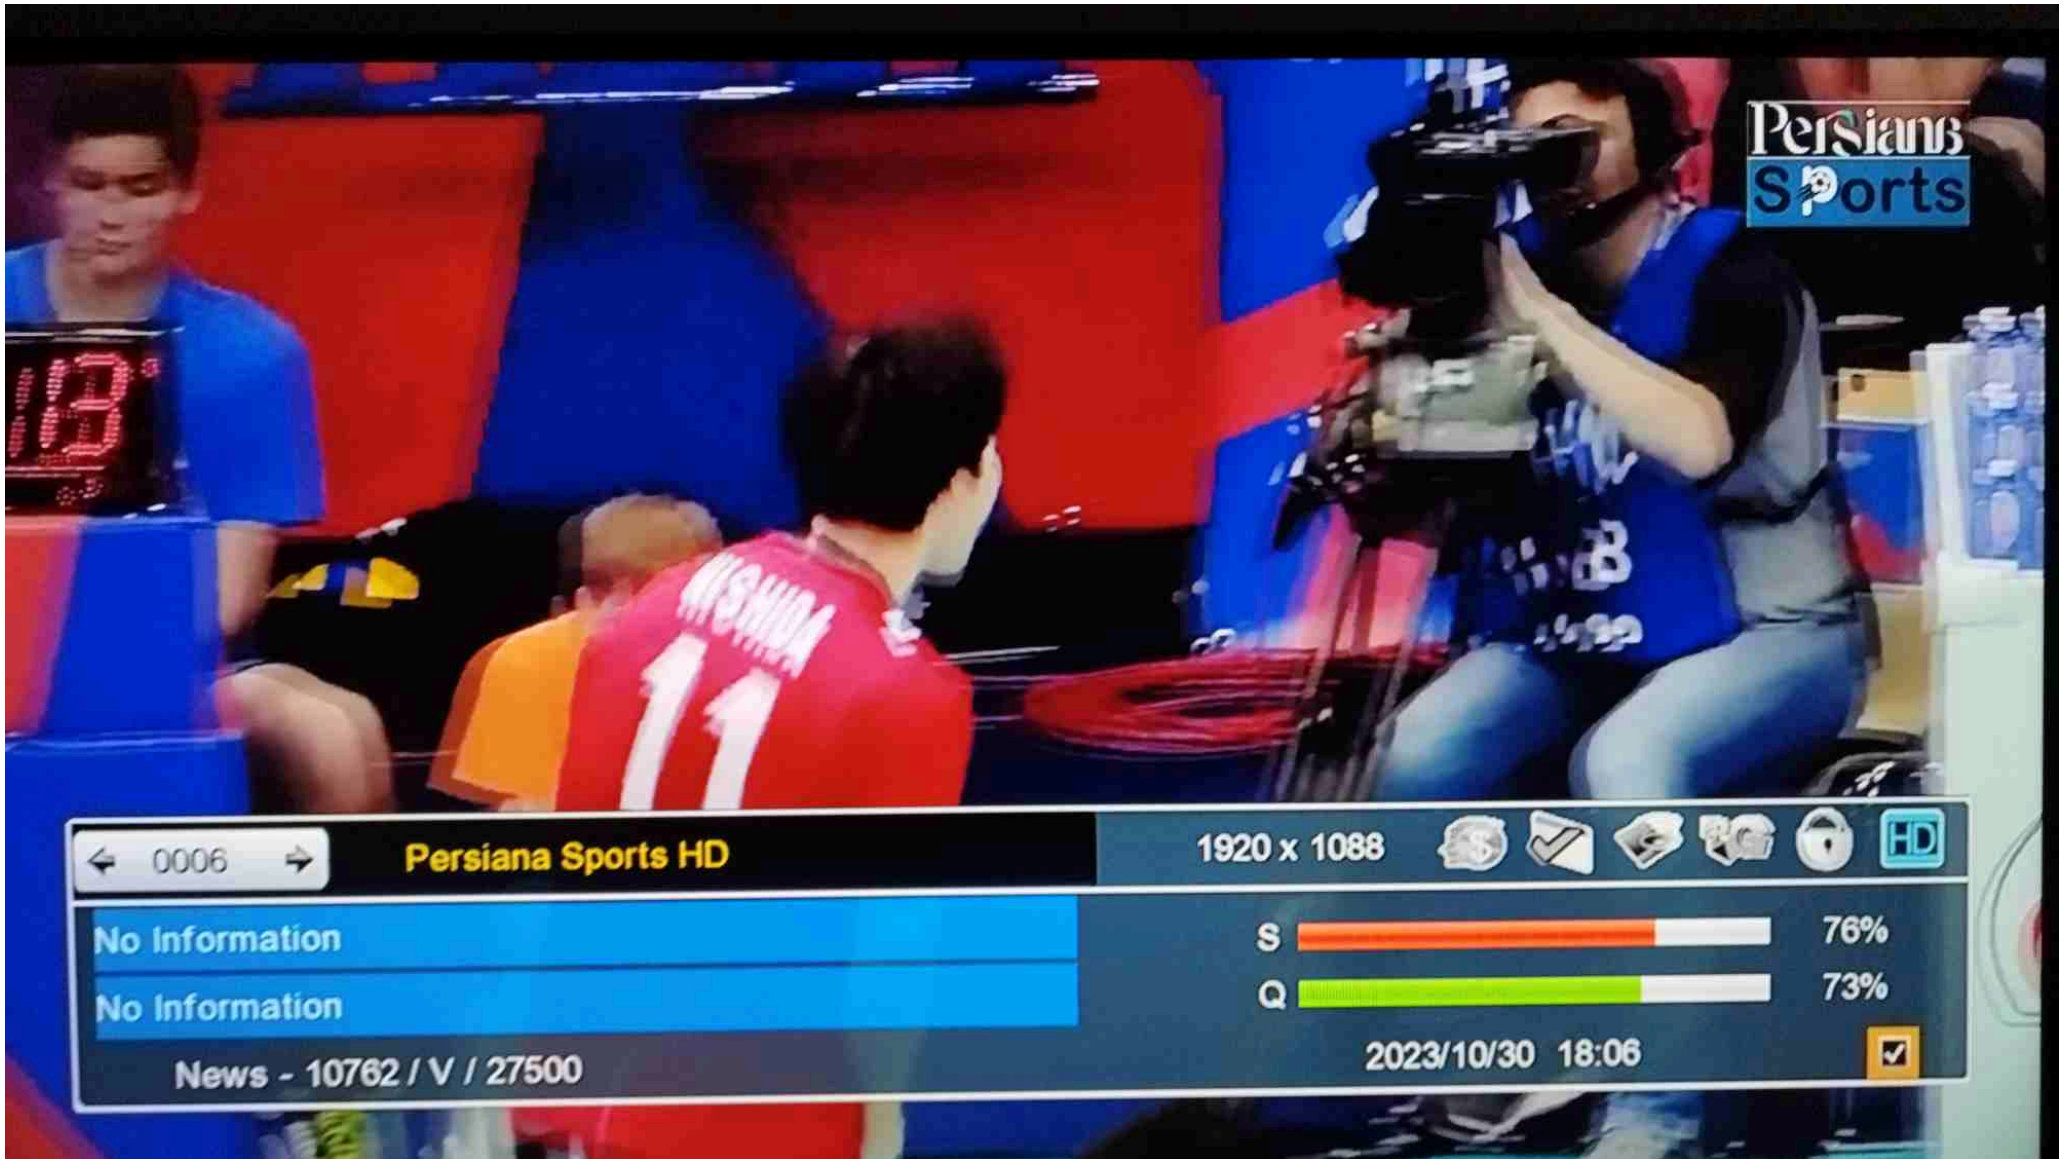 Persiana
Sports
13
NISHIDA
11
0006
Persiana Sports HD
1920 x 1088
HD
No Information
S
76%
No Information
Q
73%
News - 10762 / V / 27500
2023/10/30 18:06